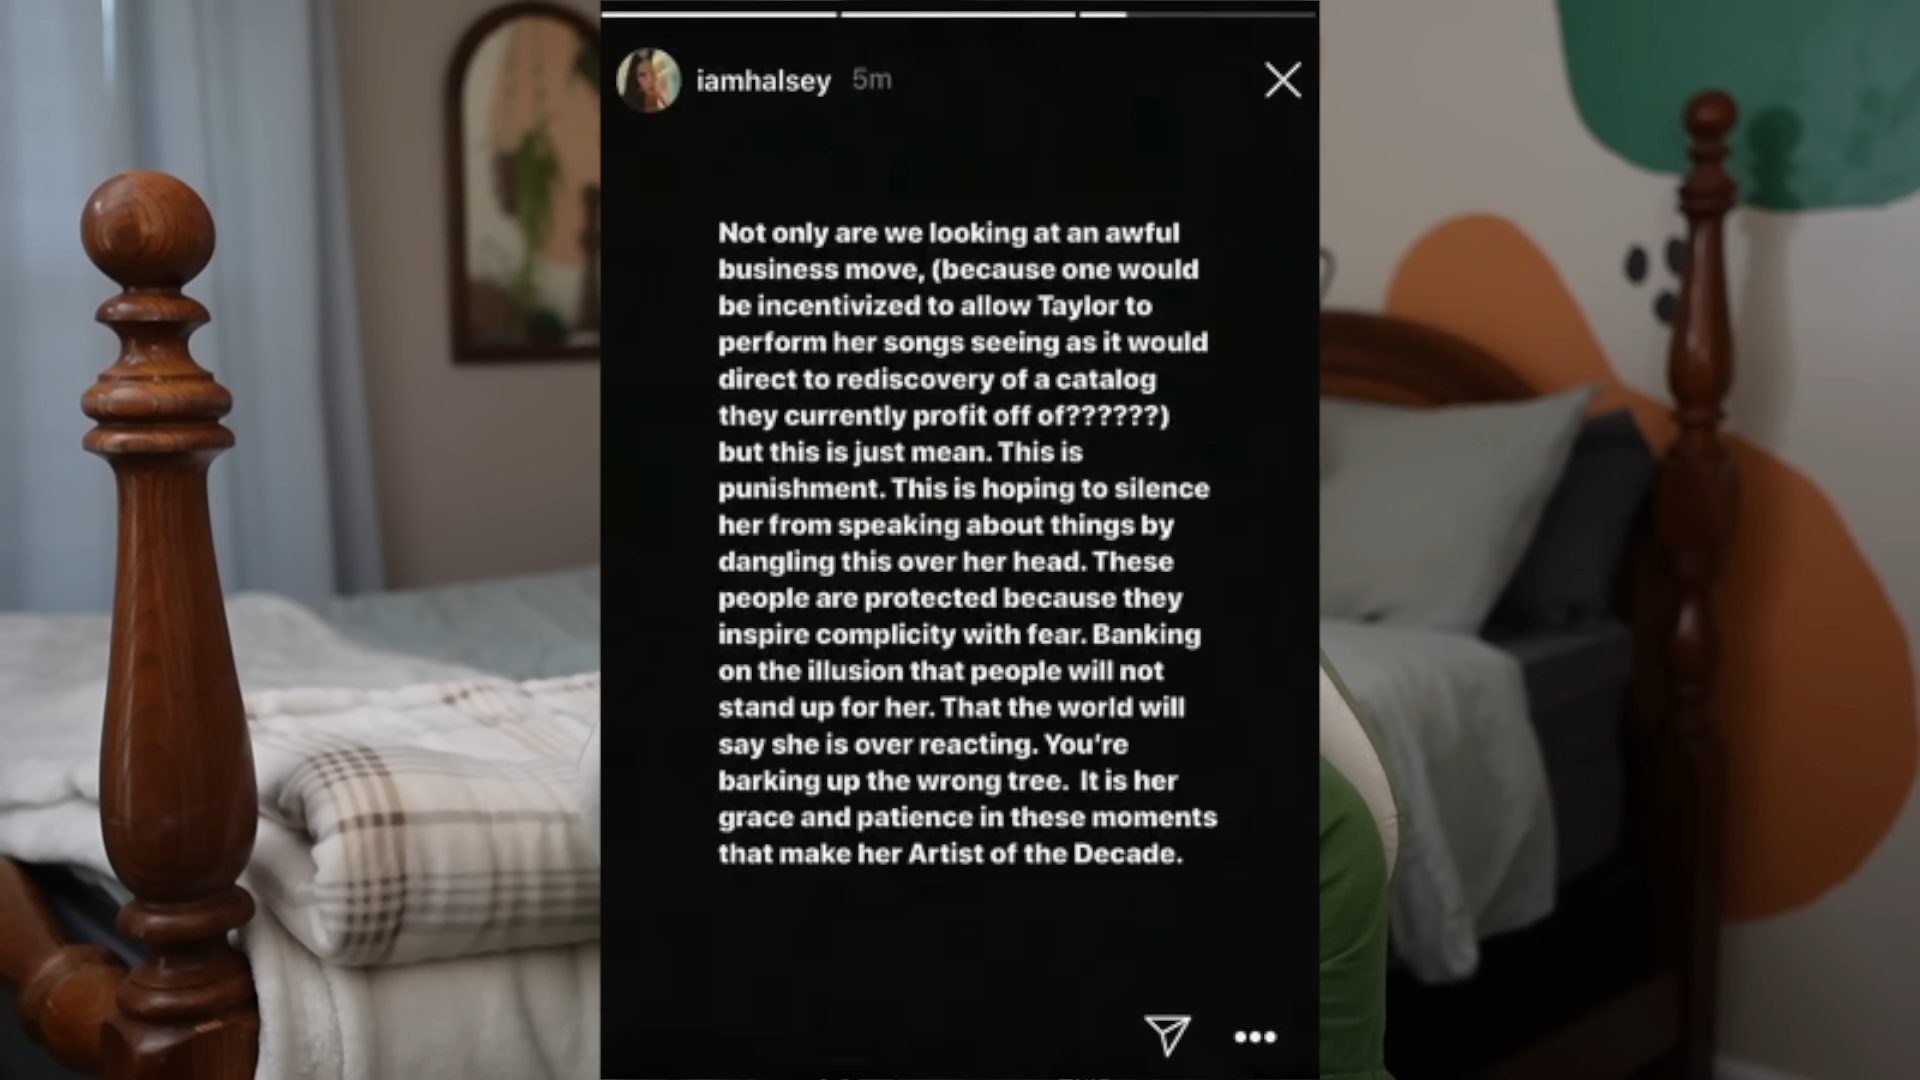 iamhalsey 5m
Not only are we looking at an awful
business move, (because one would
be incentivized to allow Taylor to
perform her songs seeing as it would
direct to rediscovery of a catalog
they currently profit off of??????)
but this is just mean. This is
punishment. This is hoping to silence
her from speaking about things by
dangling this over her head. These
people are protected because they
inspire complicity with fear. Banking
on the illusion that people will not
stand up for her. That the world will
say she is over reacting. You're
barking up the wrong tree. It is her
grace and patience in these moments
that make her Artist of the Decade.